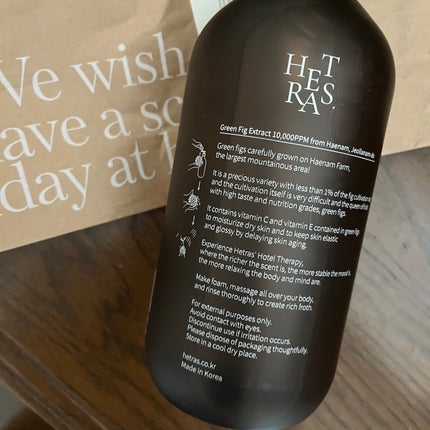 We wish
have a so
day at
HETRAS
Green Fig Extract 10,000PPM from Haenam, Jeollanam-do
Green figs carefully grown on Haenam Farm,
the largest mountainous area!
It is a precious variety with less than 1% of the fig cultivation
and the cultivation itself is very difficult and the queen of fruits
with high taste and nutrition grades, green figs.
It contains vitamin C and vitamin E contained in green figs
to moisturize dry skin and to keep skin elastic
and glossy by delaying skin aging.
Experience Hetras' Hotel Therapy,
where the richer the scent is, the more stable the mood is,
the more relaxing the body and mind are.
Make foam, massage all over your body,
and rinse thoroughly to create rich froth.
For external purposes only.
Avoid contact with eyes.
Discontinue use if irritation occurs.
Please dispose of packaging thoughtfully.
Store in a cool dry place.
hetras.co.kr
Made in Korea